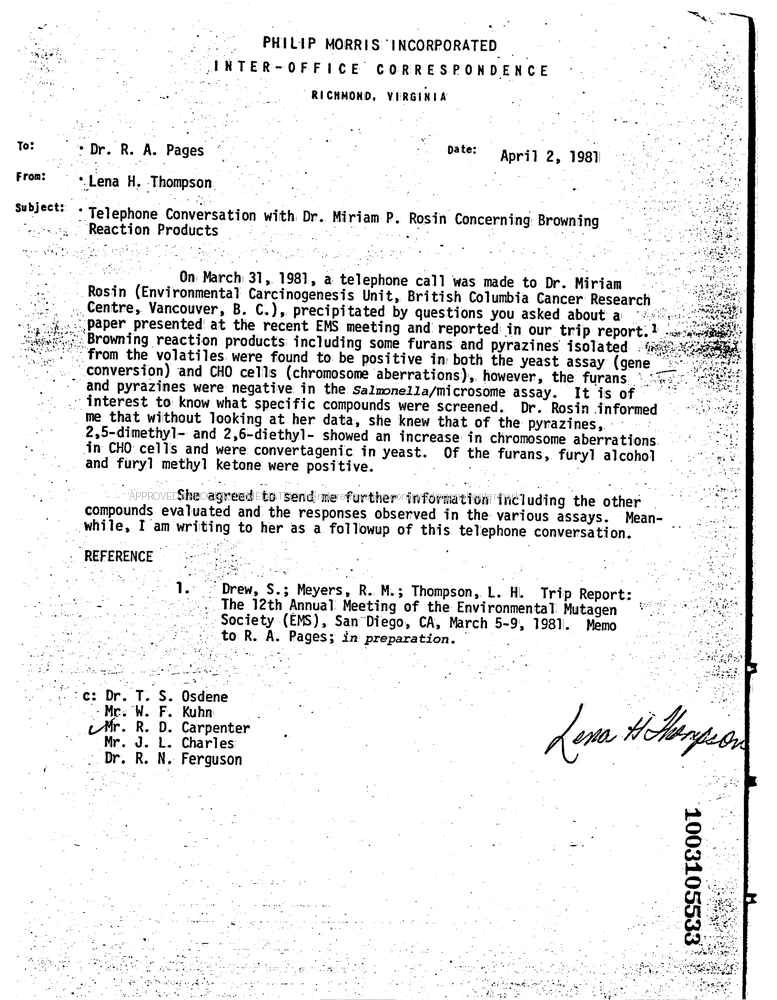 PHILIP MORRIS INCORPORATED
INTER-OFFICE CORRESPONDENCE
RICHMOND, VIRGINIA
To: Dr. R. A. Pages Date: April 2, 1981
From: Lena H. Thompson
Subject: Telephone Conversation with Dr. Miriam P. Rosin Concerning Browning
Reaction Products
On March 31, 1981, a telephone call was made to Dr. Miriam
Rosin (Environmental Carcinogenesis Unit, British Columbia Cancer Research
Centre, Vancouver, B. C.), precipitated by questions you asked about a
paper presented at the recent EMS meeting and reported in our trip report.1
Browning reaction products including some furans and pyrazines isolated
from the volatiles were found to be positive in both the yeast assay (gene
conversion) and CHO cells (chromosome aberrations), however, the furans
and pyrazines were negative in the Salmonella/microsome assay. It is of
interest to know what specific compounds were screened. Dr. Rosin informed
me that without looking at her data, she knew that of the pyrazines,
2,5-dimethyl- and 2,6-diethyl- showed an increase in chromosome aberrations
in CHO cells and were convertagenic in yeast. Of the furans, furyl alcohol
and furyl methyl ketone were positive.
She agreed to send me further information including the other
compounds evaluated and the responses observed in the various assays. Mean-
while, I am writing to her as a followup of this telephone conversation.
REFERENCE
1. Drew, S.; Meyers, R. M.; Thompson, L. H. Trip Report:
The 12th Annual Meeting of the Environmental Mutagen
Society (EMS), San Diego, CA, March 5-9, 1981. Memo
to R. A. Pages; in preparation.
c: Dr. T. S. Osdene
Mr. W. F. Kuhn
Mr. R. D. Carpenter
Mr. J. L. Charles
Dr. R. N. Ferguson
Lena H Thompson
1003105533